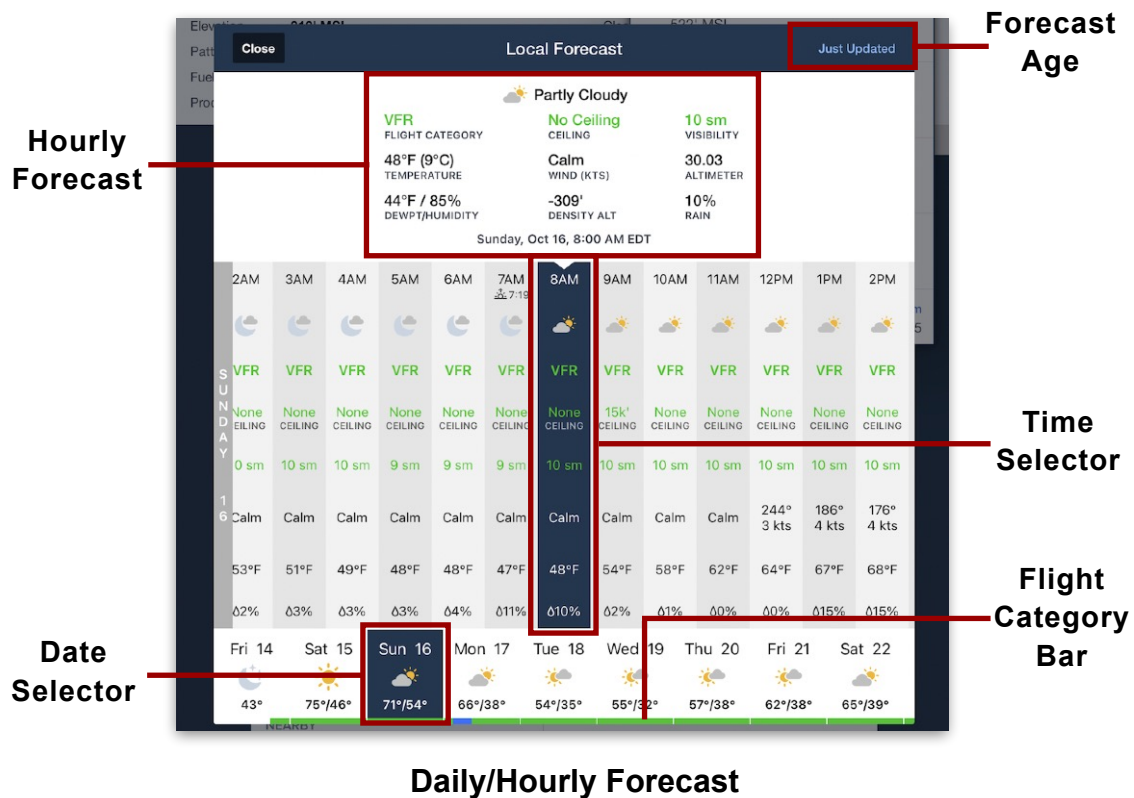 Elevation 816' MSL 522' MSL
Forecast
Age
Close Local Forecast Just Updated
Patt
Fue
Proc
Partly Cloudy
VFR No Ceiling 10 sm
FLIGHT CATEGORY CEILING VISIBILITY
Hourly
Forecast
48°F (9°C) Calm 30.03
TEMPERATURE WIND (KTS) ALTIMETER
44°F / 85% -309' 10%
DEWPT/HUMIDITY DENSITY ALT RAIN
Sunday, Oct 16, 8:00 AM EDT
2AM 3AM 4AM 5AM 6AM 7AM 8AM 9AM 10AM 11AM 12PM 1PM 2PM
7:19
SUNDAY 16
VFR VFR VFR VFR VFR VFR VFR VFR VFR VFR VFR VFR VFR
None None None None None None None 15k' None None None None None
EILING CEILING CEILING CEILING CEILING CEILING CEILING CEILING CEILING CEILING CEILING CEILING CEILING
Time
Selector
0 sm 10 sm 10 sm 9 sm 9 sm 9 sm 10 sm 10 sm 10 sm 10 sm 10 sm 10 sm 10 sm
Calm Calm Calm Calm Calm Calm Calm Calm Calm Calm 244° 186° 176°
3 kts 4 kts 4 kts
53°F 51°F 49°F 48°F 48°F 47°F 48°F 54°F 58°F 62°F 64°F 67°F 68°F
2% 3% 3% 3% 4% 11% 10% 2% 1% 0% 0% 15% 15%
Flight
Category
Bar
Date
Selector
Fri 14 Sat 15 Sun 16 Mon 17 Tue 18 Wed 19 Thu 20 Fri 21 Sat 22
43° 75°/46° 71°/54° 66°/38° 54°/35° 55°/32° 57°/38° 62°/38° 65°/39°
NEARBY
Daily/Hourly Forecast